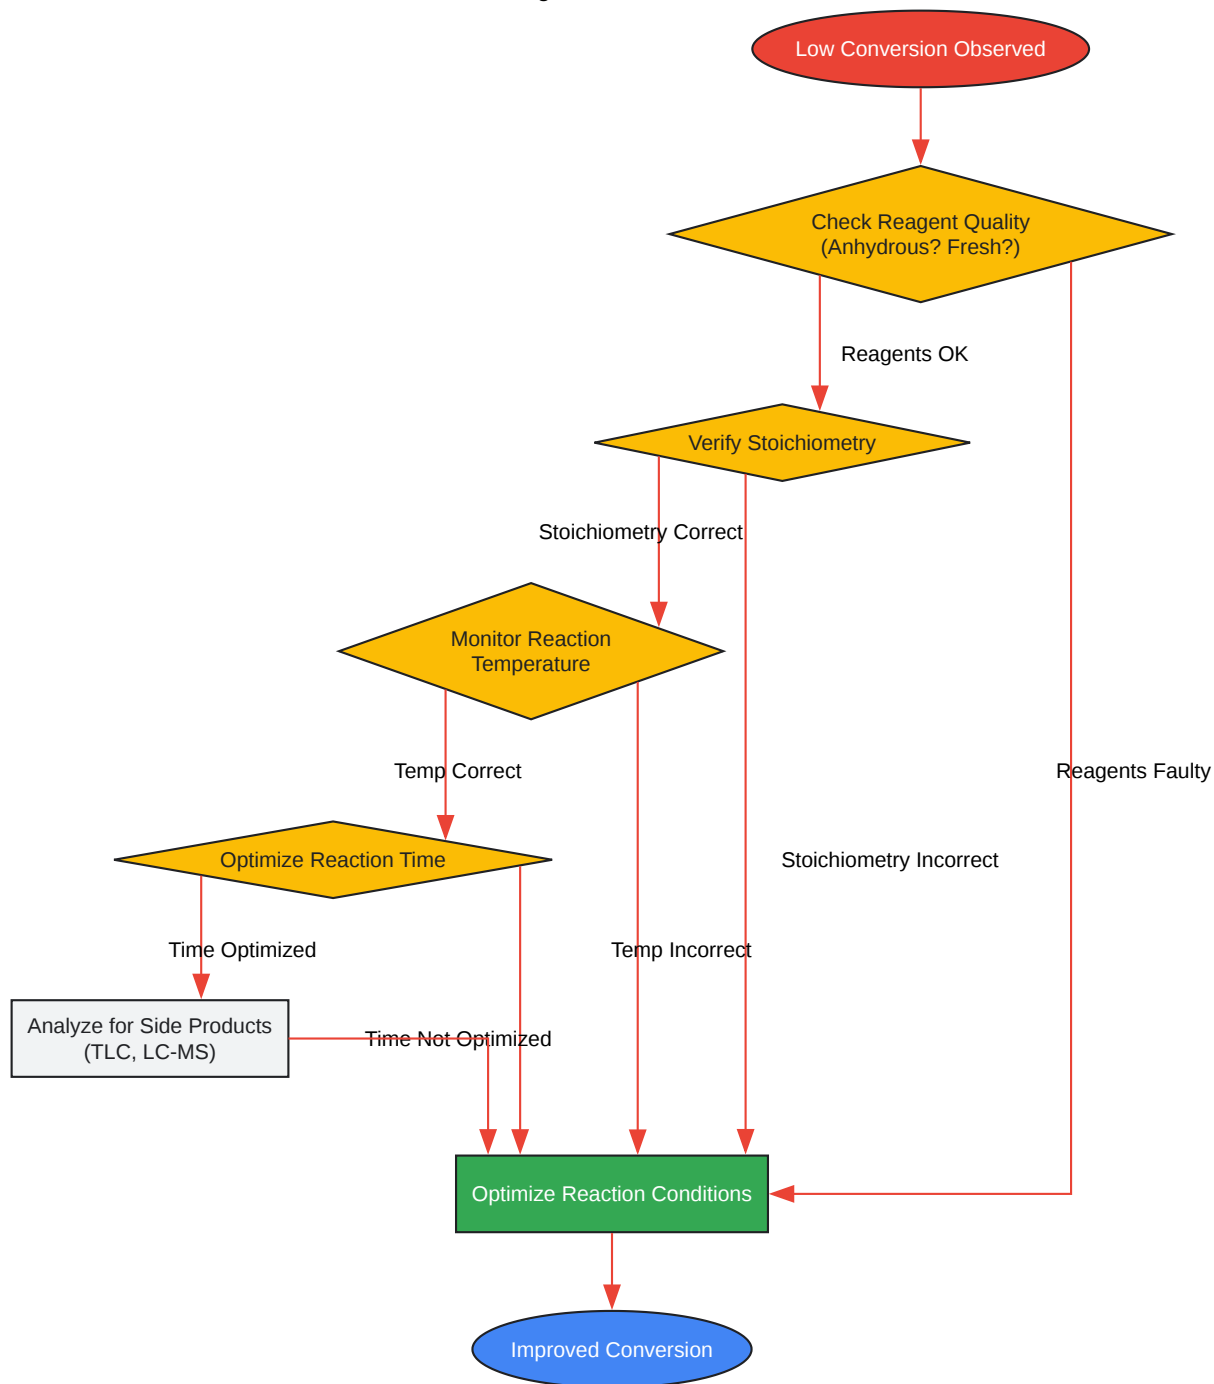 Low Conversion Observed
Check Reagent Quality
(Anhydrous? Fresh?)
Reagents OK
Verify Stoichiometry
Stoichiometry Correct
Monitor Reaction
Temperature
Temp Correct
Reagents Faulty
Optimize Reaction Time
Stoichiometry Incorrect
Time Optimized
Temp Incorrect
Analyze for Side Products
(TLC, LC-MS)
Time Not Optimized
Optimize Reaction Conditions
Improved Conversion